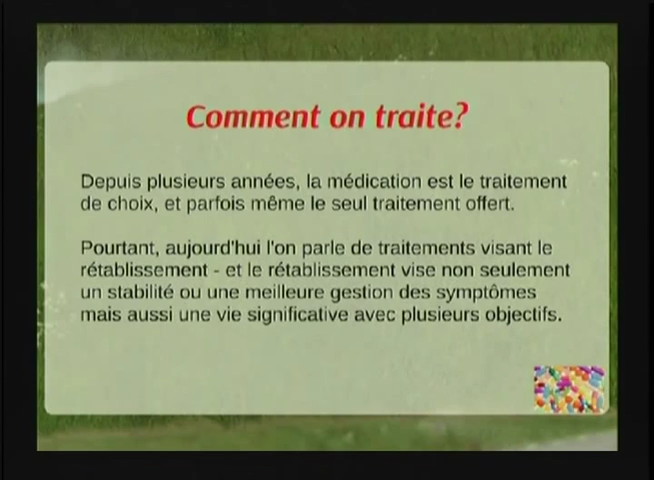 Comment on traite?
Depuis plusieurs années, la médication est le traitement
de choix, et parfois même le seul traitement offert.
Pourtant, aujourd'hui l'on parle de traitements visant le
rétablissement - et le rétablissement vise non seulement
un stabilité ou une meilleure gestion des symptômes
mais aussi une vie significative avec plusieurs objectifs.